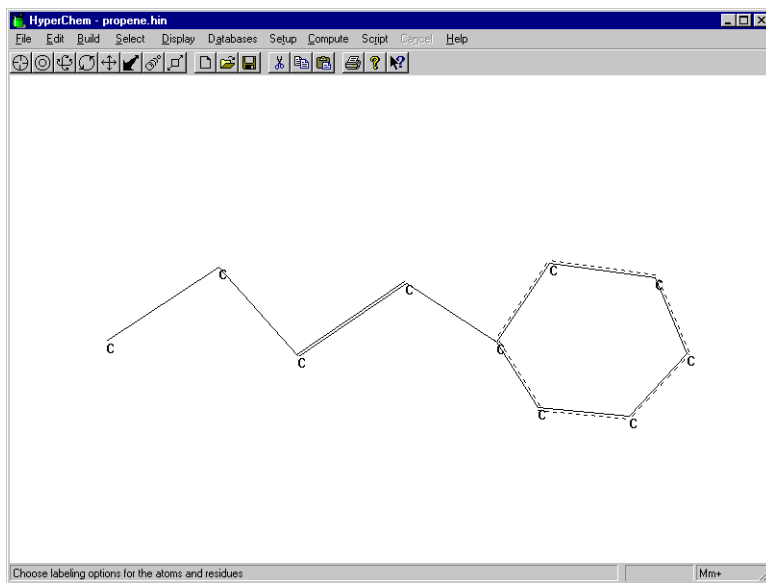 HyperChem - propene.hin
File Edit Build Select Display Databases Setup Compute Script Cancel Help
C
C
C
C
C
C
C
C
C
C
Choose labeling options for the atoms and residues Mm+